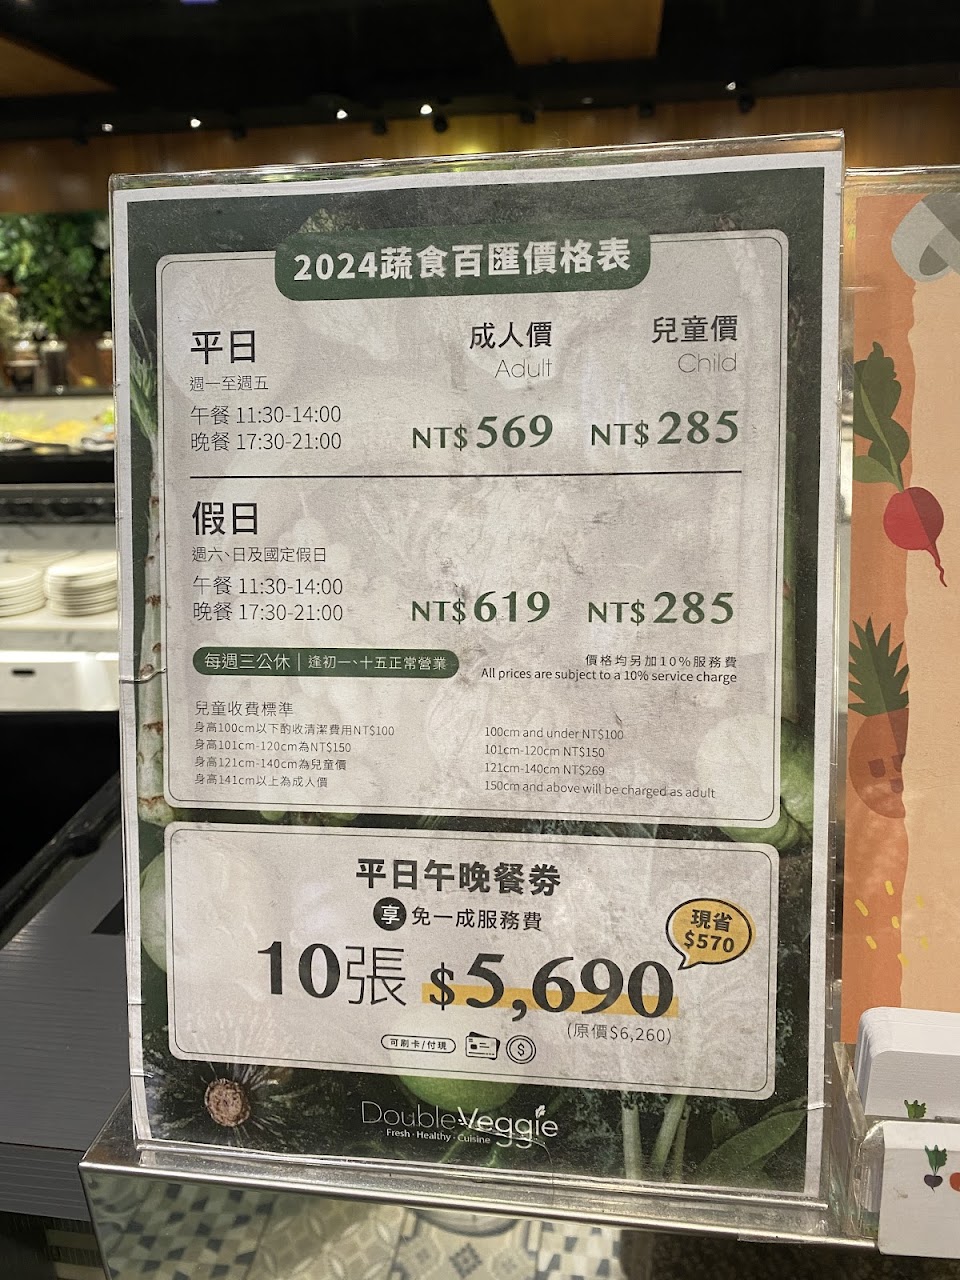 2024蔬食百匯價格表
平日
成人價
兒童價
Adult
Child
週一至週五
午餐 11:30-14:00
晚餐 17:30-21:00
NT$569
NT$285
假日
週六、日及國定假日
午餐 11:30-14:00
晚餐 17:30-21:00
NT$619
NT$285
每週三公休｜逢初一、十五正常營業
價格均另加10%服務費
All prices are subject to a 10% service charge
兒童收費標準
身高100cm以下酌收清潔費用NT$100
身高101cm-120cm為NT$150
身高121cm-140cm為兒童價
身高141cm以上為成人價
100cm and under NT$100
101cm-120cm NT$150
121cm-140cm NT$269
150cm and above will be charged as adult
平日午晚餐券
享免一成服務費
現省
$570
10張 $5,690
(原價$6,260)
可刷卡/付現
DoubleVeggie
Fresh · Healthy · Cuisine